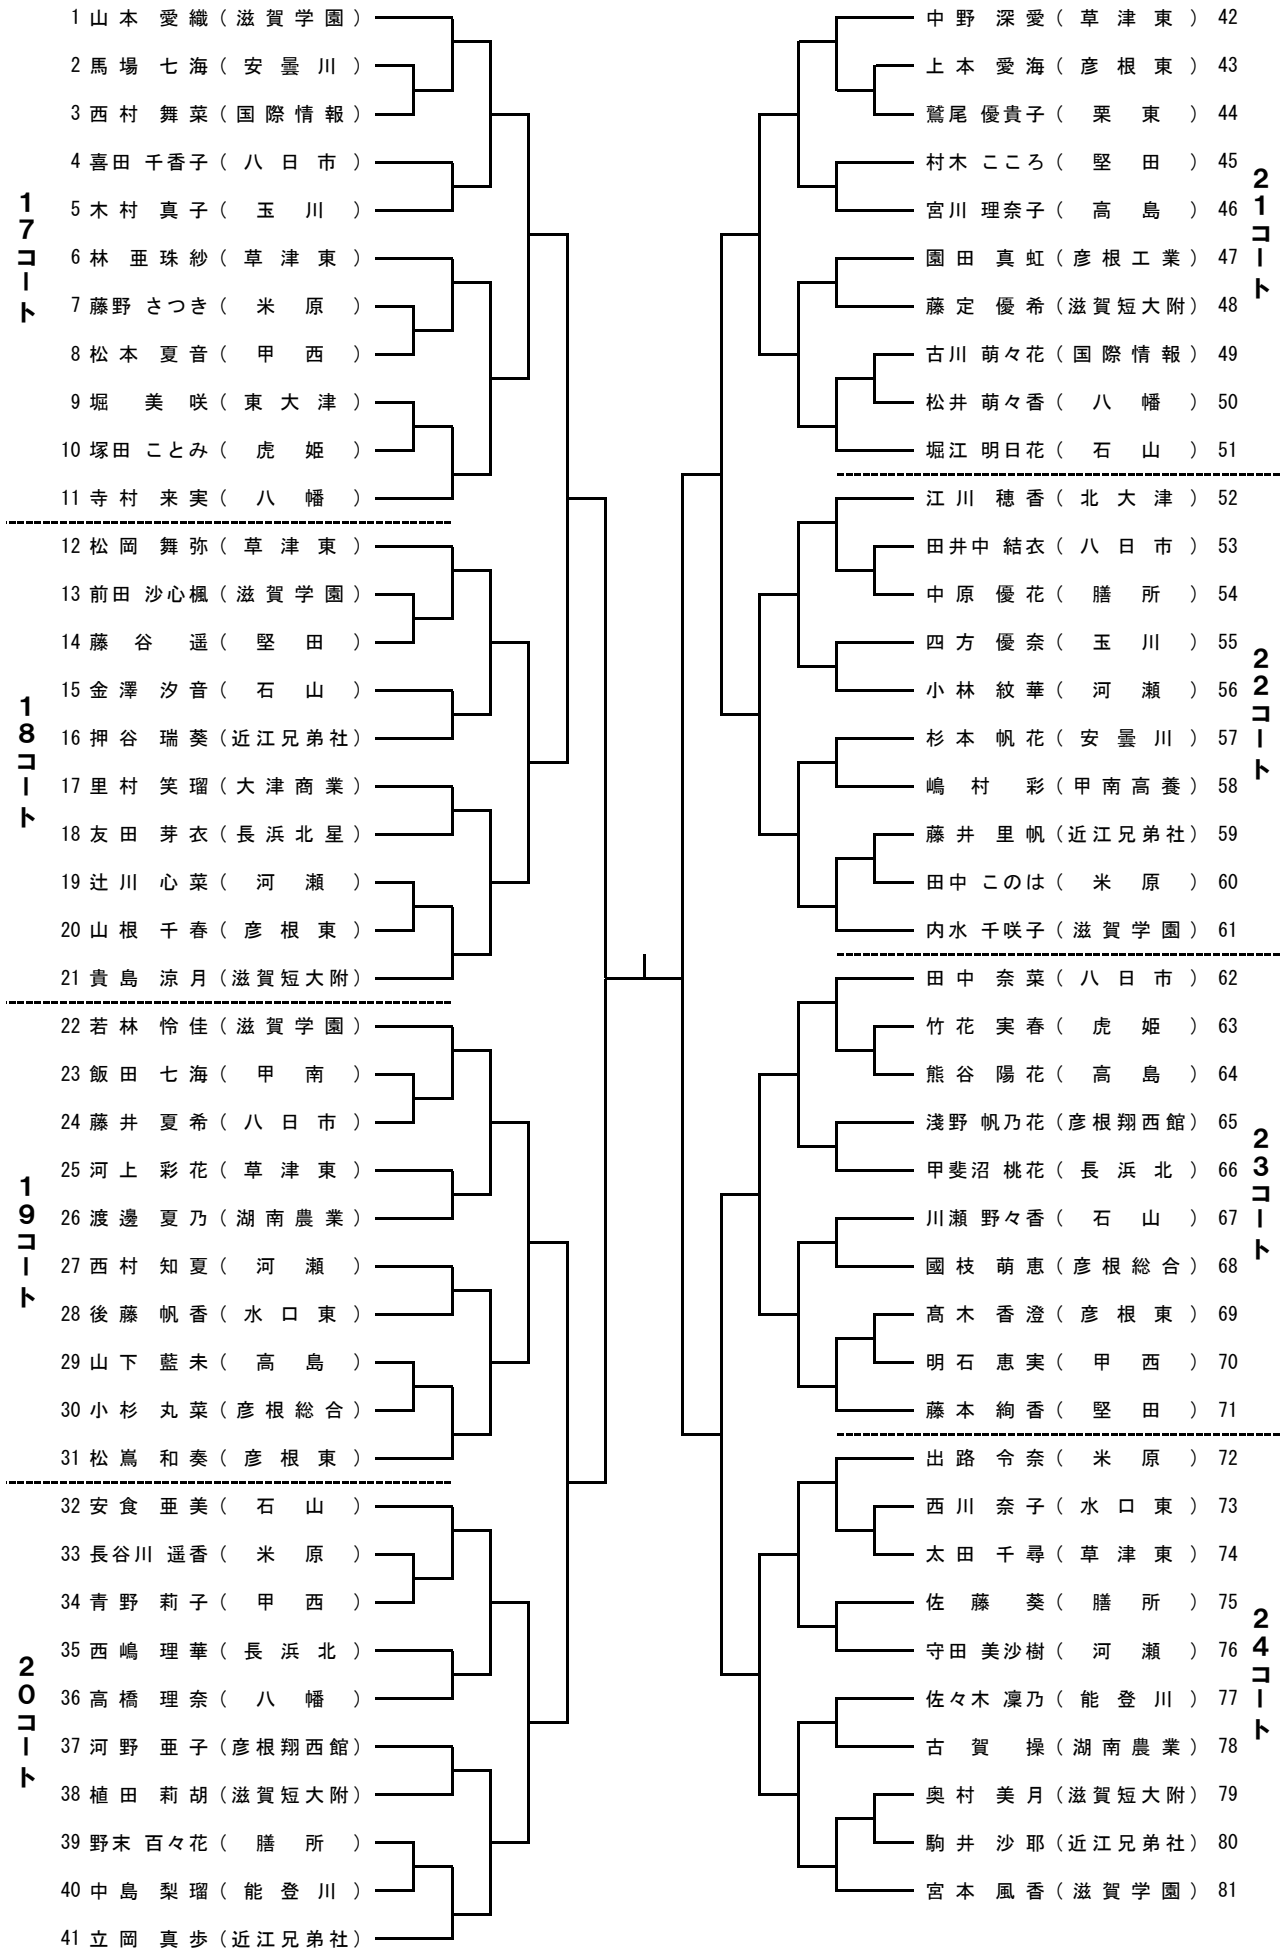 17コート
1 山本 愛織 (滋賀学園)
2 馬場 七海 (安曇川)
3 西村 舞菜 (国際情報)
4 喜田 千香子 (八日市)
5 木村 真子 (玉川)
6 林 亜珠紗 (草津東)
7 藤野 さつき (米原)
8 松本 夏音 (甲西)
9 堀 美咲 (東大津)
10 塚田 ことみ (虎姫)
11 寺村 来実 (八幡)
18コート
12 松岡 舞弥 (草津東)
13 前田 沙心楓 (滋賀学園)
14 藤谷 遥 (堅田)
15 金澤 汐音 (石山)
16 押谷 瑞葵 (近江兄弟社)
17 里村 笑瑠 (大津商業)
18 友田 芽衣 (長浜北星)
19 辻川 心菜 (河瀬)
20 山根 千春 (彦根東)
21 貴島 涼月 (滋賀短大附)
19コート
22 若林 怜佳 (滋賀学園)
23 飯田 七海 (甲南)
24 藤井 夏希 (八日市)
25 河上 彩花 (草津東)
26 渡邊 夏乃 (湖南農業)
27 西村 知夏 (河瀬)
28 後藤 帆香 (水口東)
29 山下 藍未 (高島)
30 小杉 丸菜 (彦根総合)
31 松嶌 和奏 (彦根東)
20コート
32 安食 亜美 (石山)
33 長谷川 遥香 (米原)
34 青野 莉子 (甲西)
35 西嶋 理華 (長浜北)
36 高橋 理奈 (八幡)
37 河野 亜子 (彦根翔西館)
38 植田 莉胡 (滋賀短大附)
39 野末 百々花 (膳所)
40 中島 梨瑠 (能登川)
41 立岡 真歩 (近江兄弟社)
21コート
中野 深愛 (草津東) 42
上本 愛海 (彦根東) 43
鷲尾 優貴子 (栗東) 44
村木 こころ (堅田) 45
宮川 理奈子 (高島) 46
園田 真虹 (彦根工業) 47
藤定 優希 (滋賀短大附) 48
古川 萌々花 (国際情報) 49
松井 萌々香 (八幡) 50
堀江 明日花 (石山) 51
22コート
江川 穂香 (北大津) 52
田井中 結衣 (八日市) 53
中原 優花 (膳所) 54
四方 優奈 (玉川) 55
小林 紋華 (河瀬) 56
杉本 帆花 (安曇川) 57
嶋村 彩 (甲南高養) 58
藤井 里帆 (近江兄弟社) 59
田中 このは (米原) 60
内水 千咲子 (滋賀学園) 61
23コート
田中 奈菜 (八日市) 62
竹花 実春 (虎姫) 63
熊谷 陽花 (高島) 64
淺野 帆乃花 (彦根翔西館) 65
甲斐沼 桃花 (長浜北) 66
川瀬 野々香 (石山) 67
國枝 萌恵 (彦根総合) 68
髙木 香澄 (彦根東) 69
明石 恵実 (甲西) 70
藤本 絢香 (堅田) 71
24コート
出路 令奈 (米原) 72
西川 奈子 (水口東) 73
太田 千尋 (草津東) 74
佐藤 葵 (膳所) 75
守田 美沙樹 (河瀬) 76
佐々木 凜乃 (能登川) 77
古賀 操 (湖南農業) 78
奥村 美月 (滋賀短大附) 79
駒井 沙耶 (近江兄弟社) 80
宮本 風香 (滋賀学園) 81